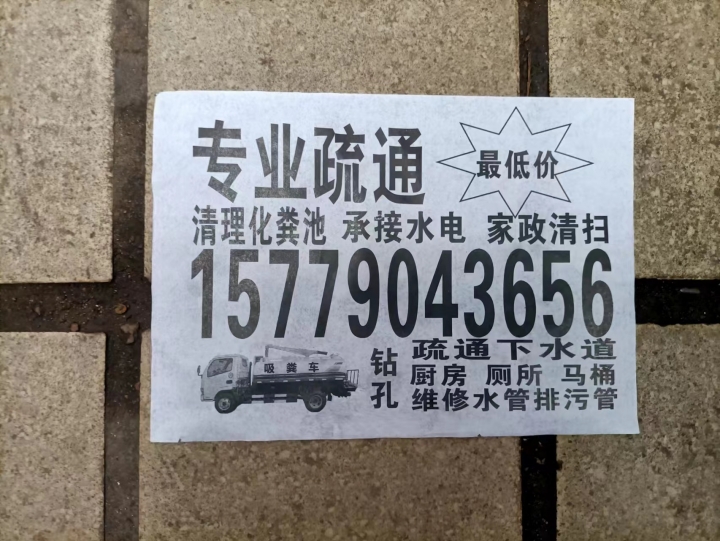 专业疏通
最低价
清理化粪池 承接水电 家政清扫
15779043656
吸粪车
钻孔
疏通下水道
厨房 厕所 马桶
维修水管排污管